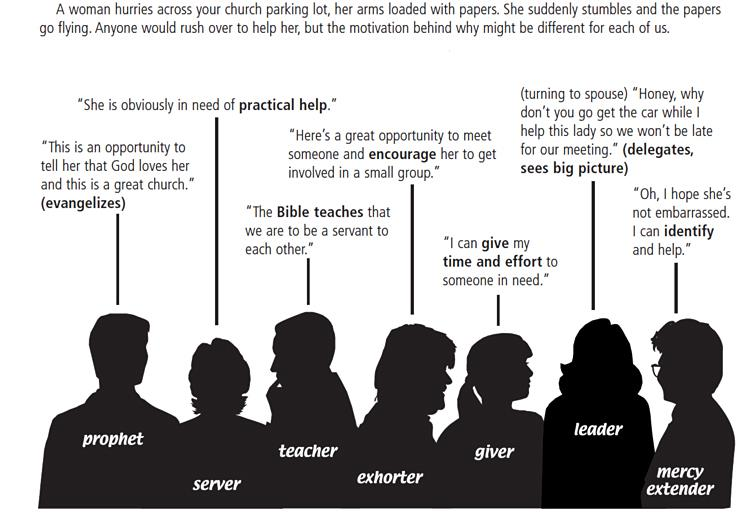 A woman hurries across your church parking lot, her arms loaded with papers. She suddenly stumbles and the papers
go flying. Anyone would rush over to help her, but the motivation behind why might be different for each of us.
“This is an opportunity to
tell her that God loves her
and this is a great church.”
(evangelizes)
“She is obviously in need of practical help.”
“The Bible teaches that
we are to be a servant to
each other.”
“Here’s a great opportunity to meet
someone and encourage her to get
involved in a small group.”
“I can give my
time and effort to
someone in need.”
(turning to spouse) “Honey, why
don’t you go get the car while I
help this lady so we won’t be late
for our meeting.” (delegates,
sees big picture)
“Oh, I hope she’s
not embarrassed.
I can identify
and help.”
prophet
server
teacher
exhorter
giver
leader
mercy
extender